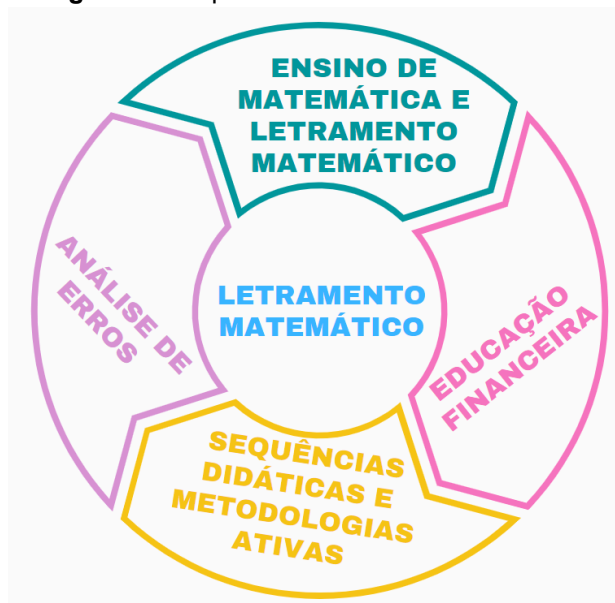 ENSINO DE
MATEMÁTICA E
LETRAMENTO
MATEMÁTICO
EDUCAÇÃO
FINANCEIRA
SEQUÊNCIAS
DIDÁTICAS E
METODOLOGIAS
ATIVAS
ANÁLISE DE
ERROS
LETRAMENTO
MATEMÁTICO